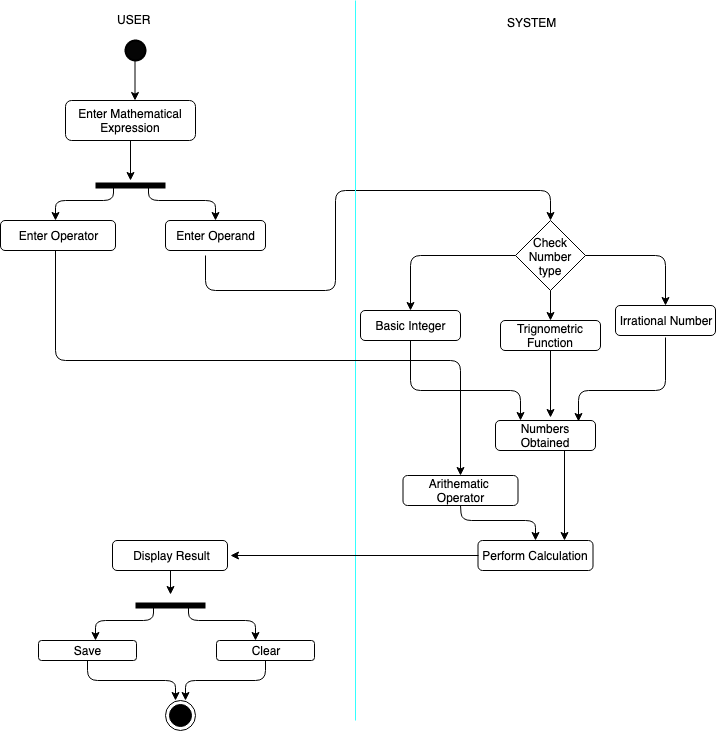 USER
SYSTEM
Enter Mathematical
Expression
Enter Operator
Enter Operand
Check
Number
type
Basic Integer
Trignometric
Function
Irrational Number
Numbers
Obtained
Arithematic
Operator
Display Result
Perform Calculation
Save
Clear